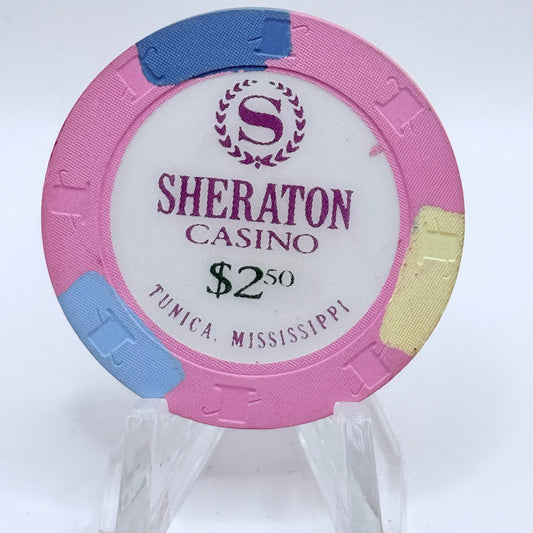 S
SHERATON
CASINO
$2.50
TUNICA, MISSISSIPPI